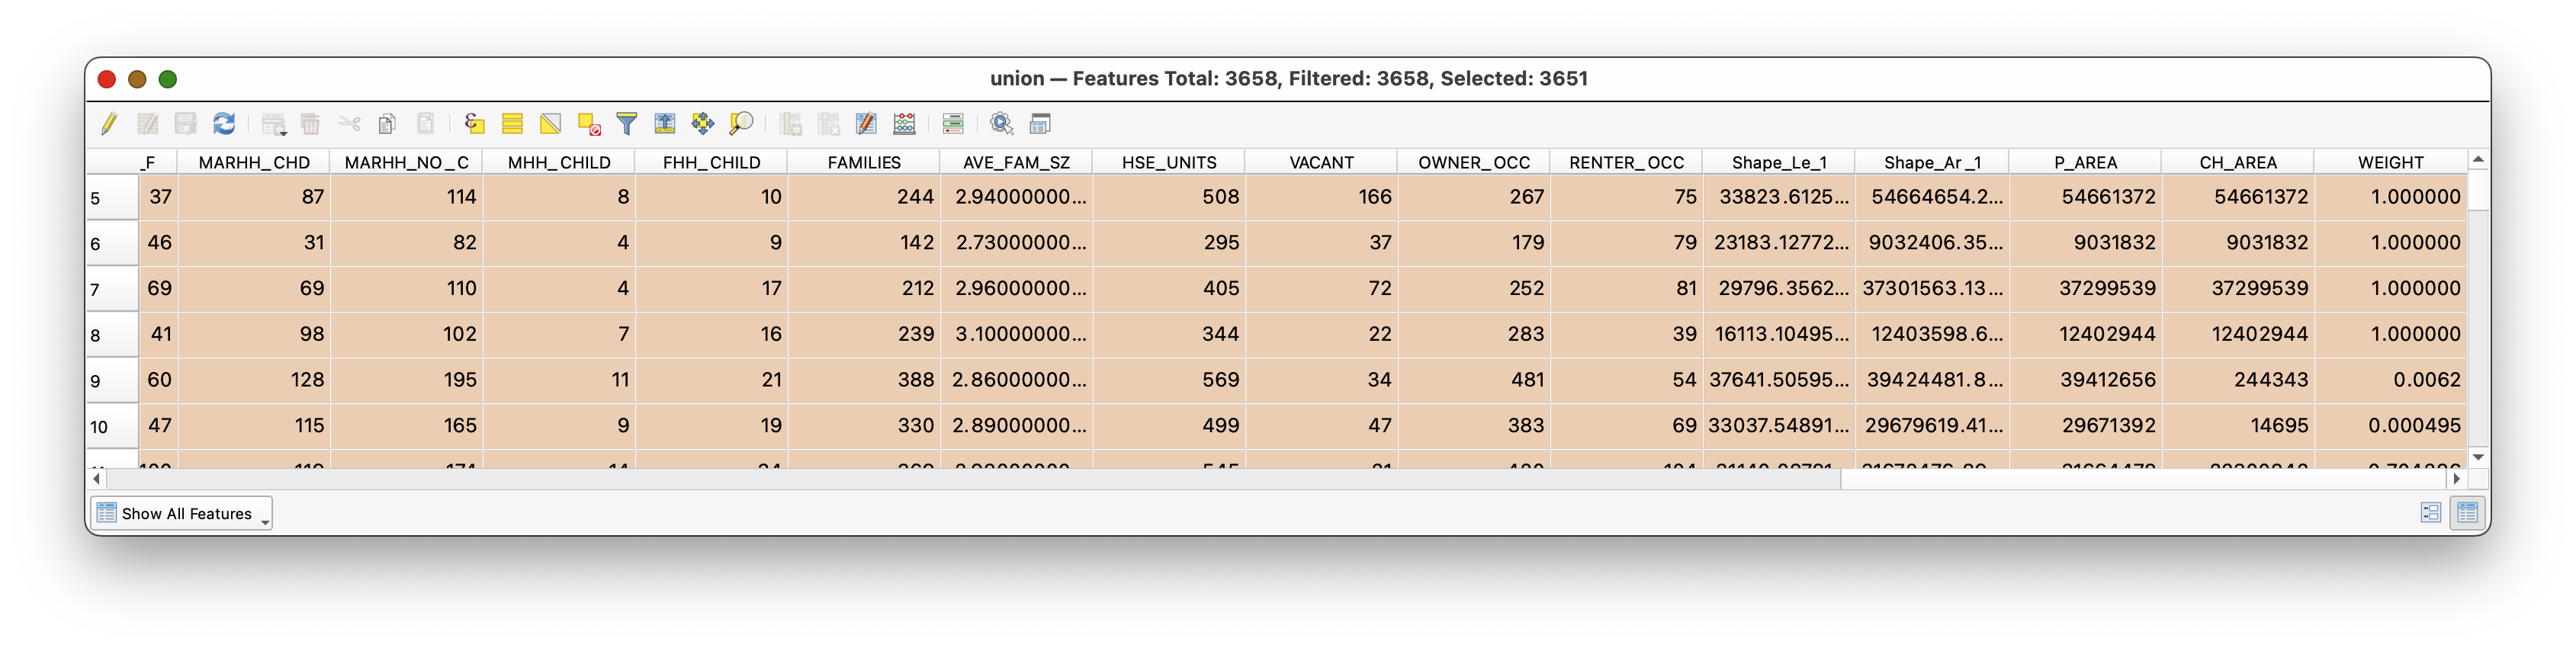 union — Features Total: 3658, Filtered: 3658, Selected: 3651
_F MARHH_CHD MARHH_NO_C MHH_CHILD FHH_CHILD FAMILIES AVE_FAM_SZ HSE_UNITS VACANT OWNER_OCC RENTER_OCC Shape_Le_1 Shape_Ar_1 P_AREA CH_AREA WEIGHT
5 37 87 114 8 10 244 2.94000000... 508 166 267 75 33823.6125... 54664654.2... 54661372 54661372 1.000000
6 46 31 82 4 9 142 2.73000000... 295 37 179 79 23183.12772... 9032406.35... 9031832 9031832 1.000000
7 69 69 110 4 17 212 2.96000000... 405 72 252 81 29796.3562... 37301563.13... 37299539 37299539 1.000000
8 41 98 102 7 16 239 3.10000000... 344 22 283 39 16113.10495... 12403598.6... 12402944 12402944 1.000000
9 60 128 195 11 21 388 2.86000000... 569 34 481 54 37641.50595... 39424481.8... 39412656 244343 0.0062
10 47 115 165 9 19 330 2.89000000... 499 47 383 69 33037.54891... 29679619.41... 29671392 14695 0.000495
Show All Features